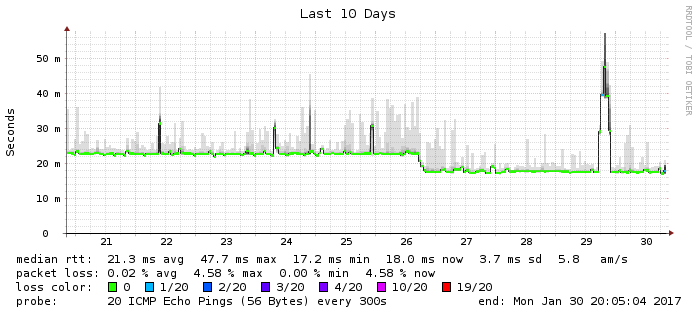 Last 10 Days
RRDTOOL / TOBI OETIKER
Seconds
50 m
40 m
30 m
20 m
10 m
0
21 22 23 24 25 26 27 28 29 30
median rtt: 21.3 ms avg 47.7 ms max 17.2 ms min 18.0 ms now 3.7 ms sd 5.8 am/s
packet loss: 0.02 % avg 4.58 % max 0.00 % min 4.58 % now
loss color: 0 1/20 2/20 3/20 4/20 10/20 19/20
probe: 20 ICMP Echo Pings (56 Bytes) every 300s end: Mon Jan 30 20:05:04 2017